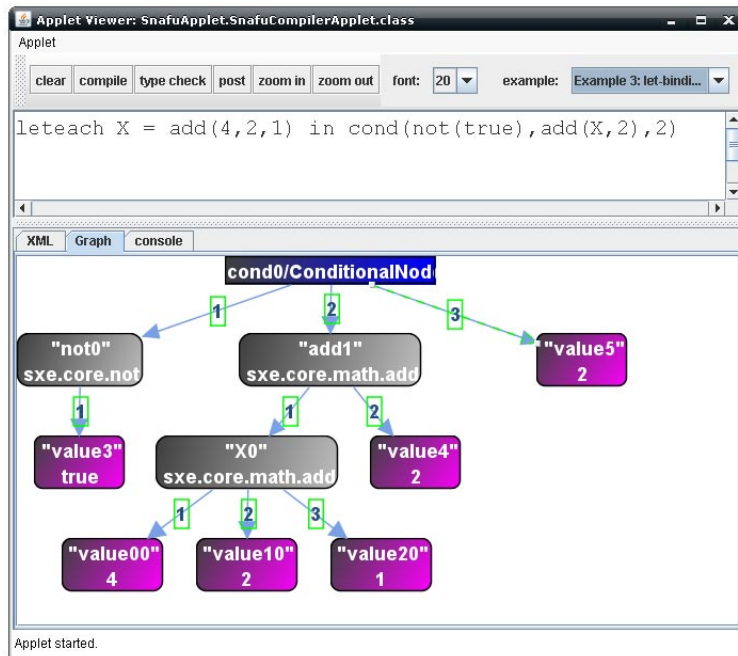 Applet Viewer: SnafuApplet.SnafuCompilerApplet.class
Applet
clear compile type check post zoom in zoom out font: 20 example: Example 3: let-bindi...
leteach X = add(4,2,1) in cond(not(true),add(X,2),2)
XML Graph console
cond0/ConditionalNod
1 2 3
"not0" "add1" "value5"
sxe.core.not sxe.core.math.add 2
1 1 2
"value3" "X0" "value4"
true sxe.core.math.add 2
1 2 3
"value00" "value10" "value20"
4 2 1
Applet started.